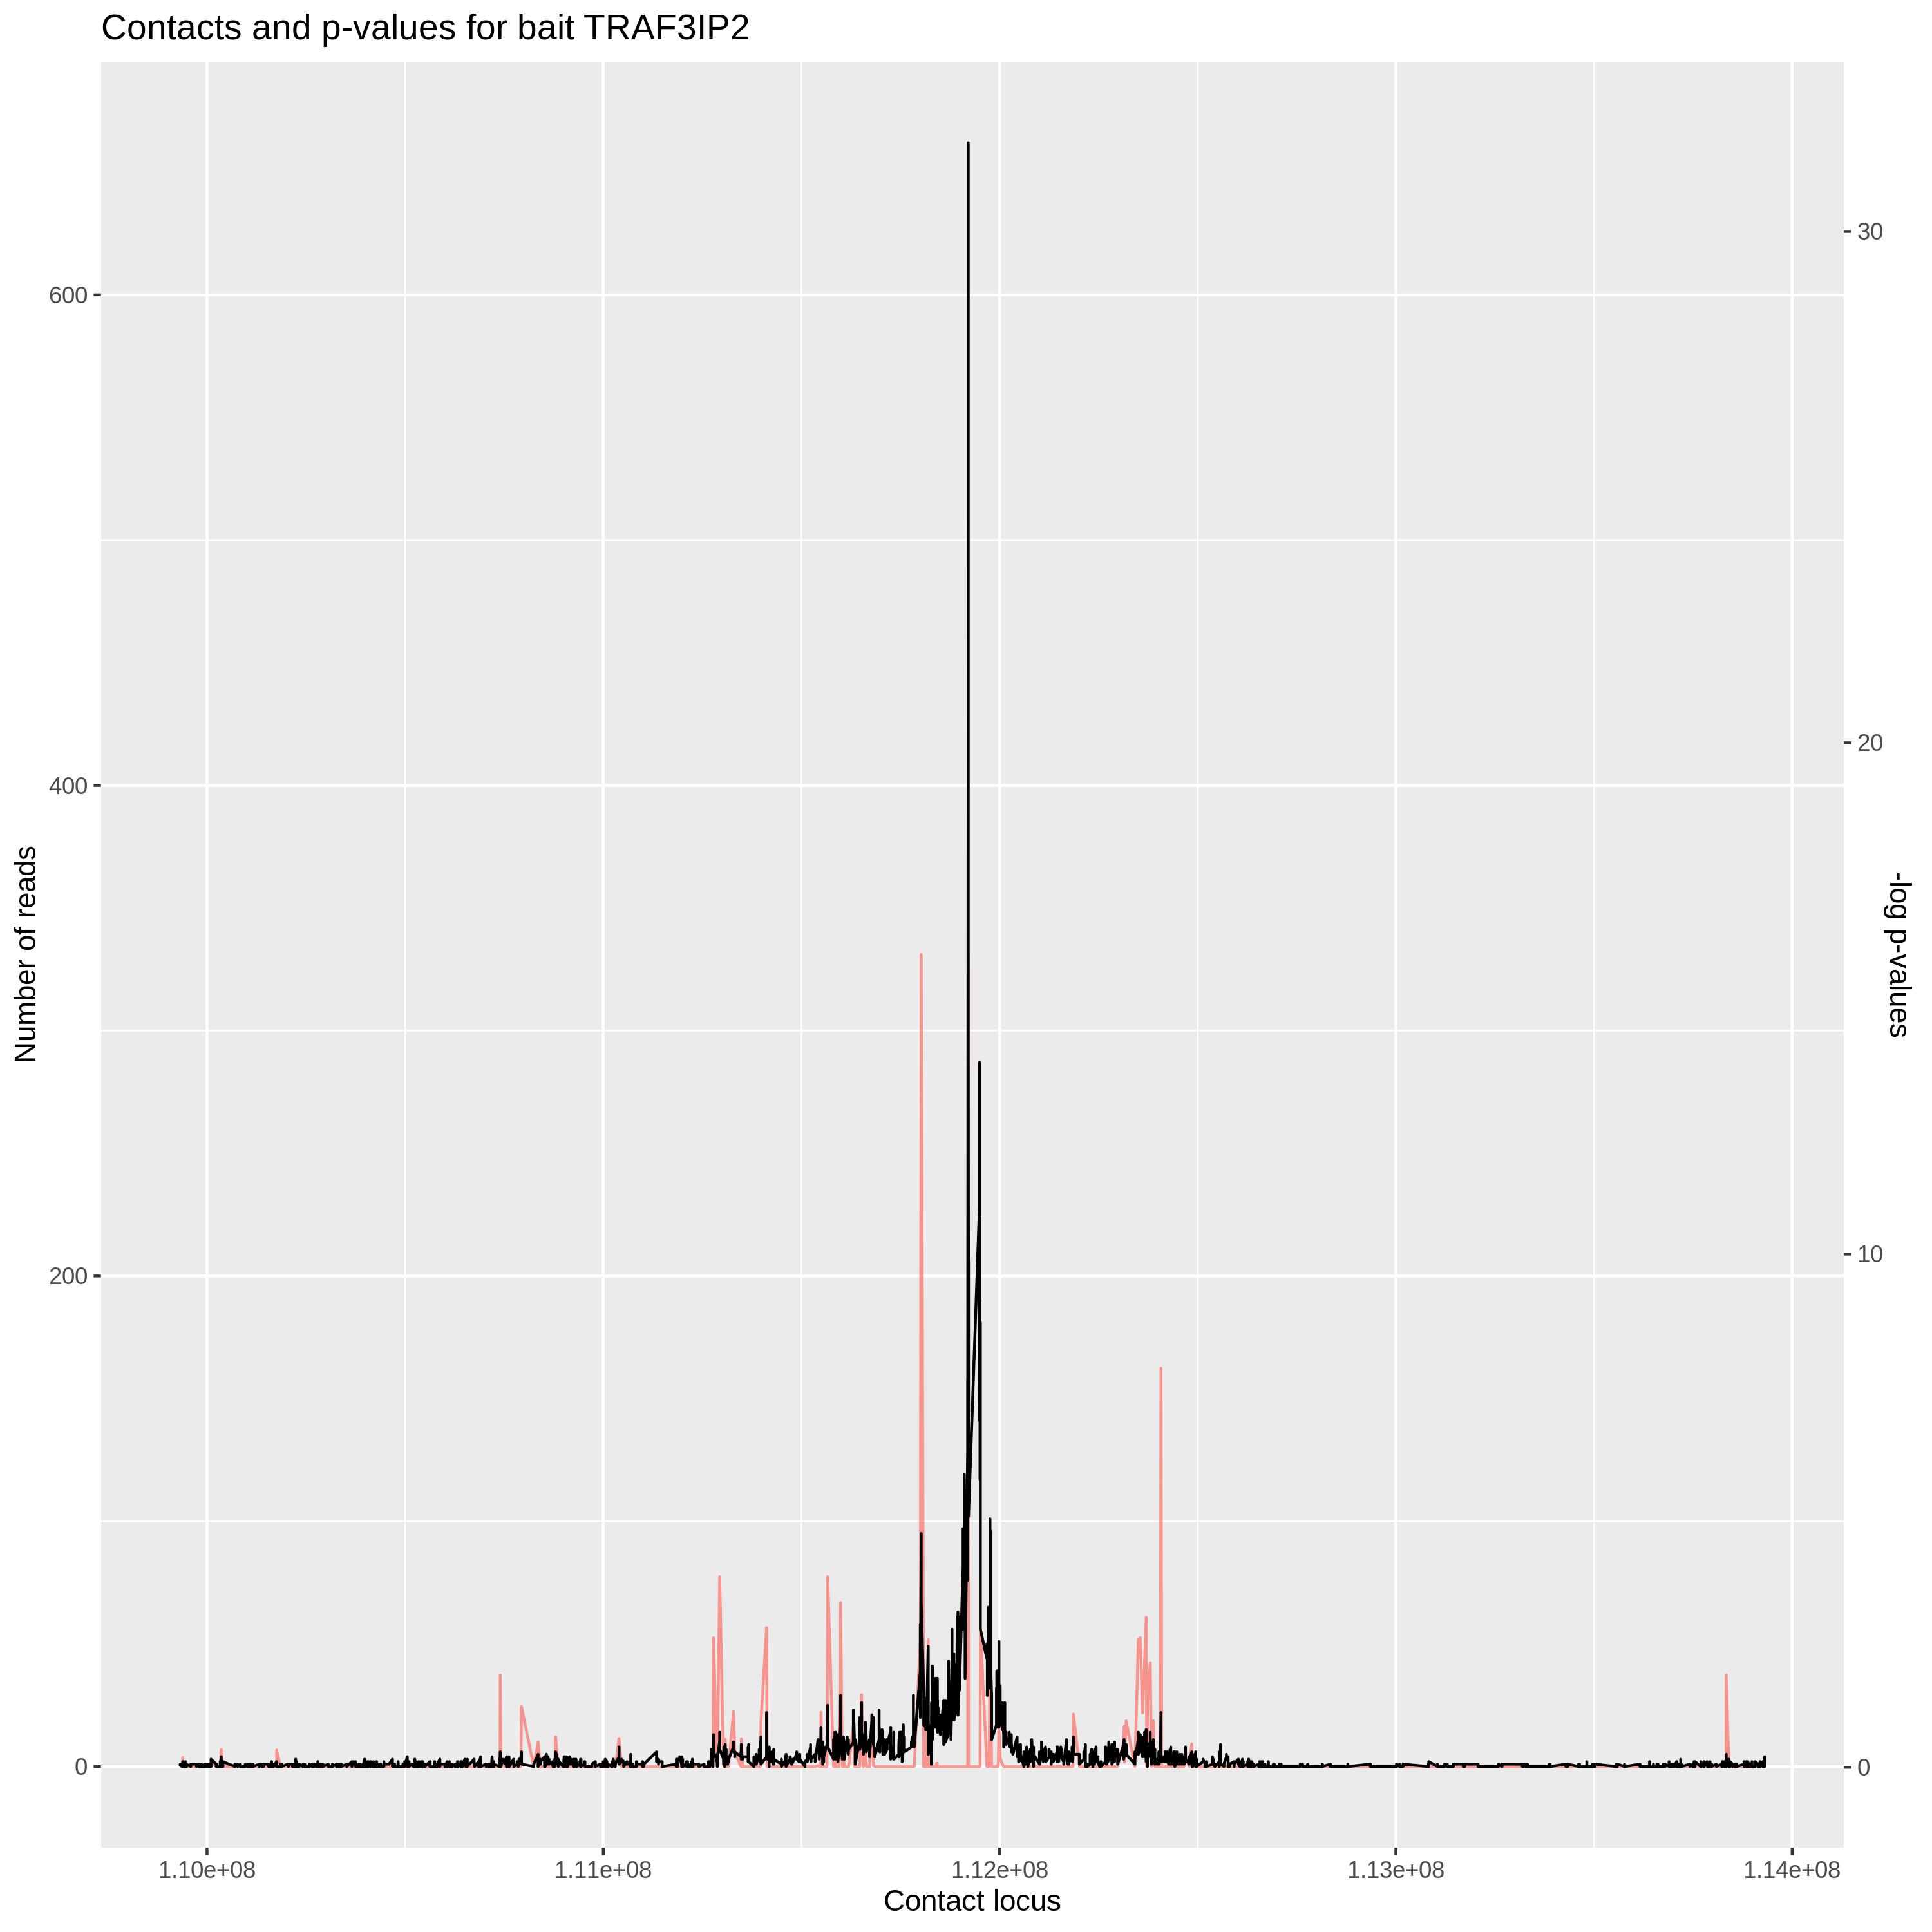 Contacts and p-values for bait TRAF3IP2
Number of reads
600
400
200
0
30
20
10
0
-log p-values
1.10e+08
1.11e+08
1.12e+08
1.13e+08
1.14e+08
Contact locus